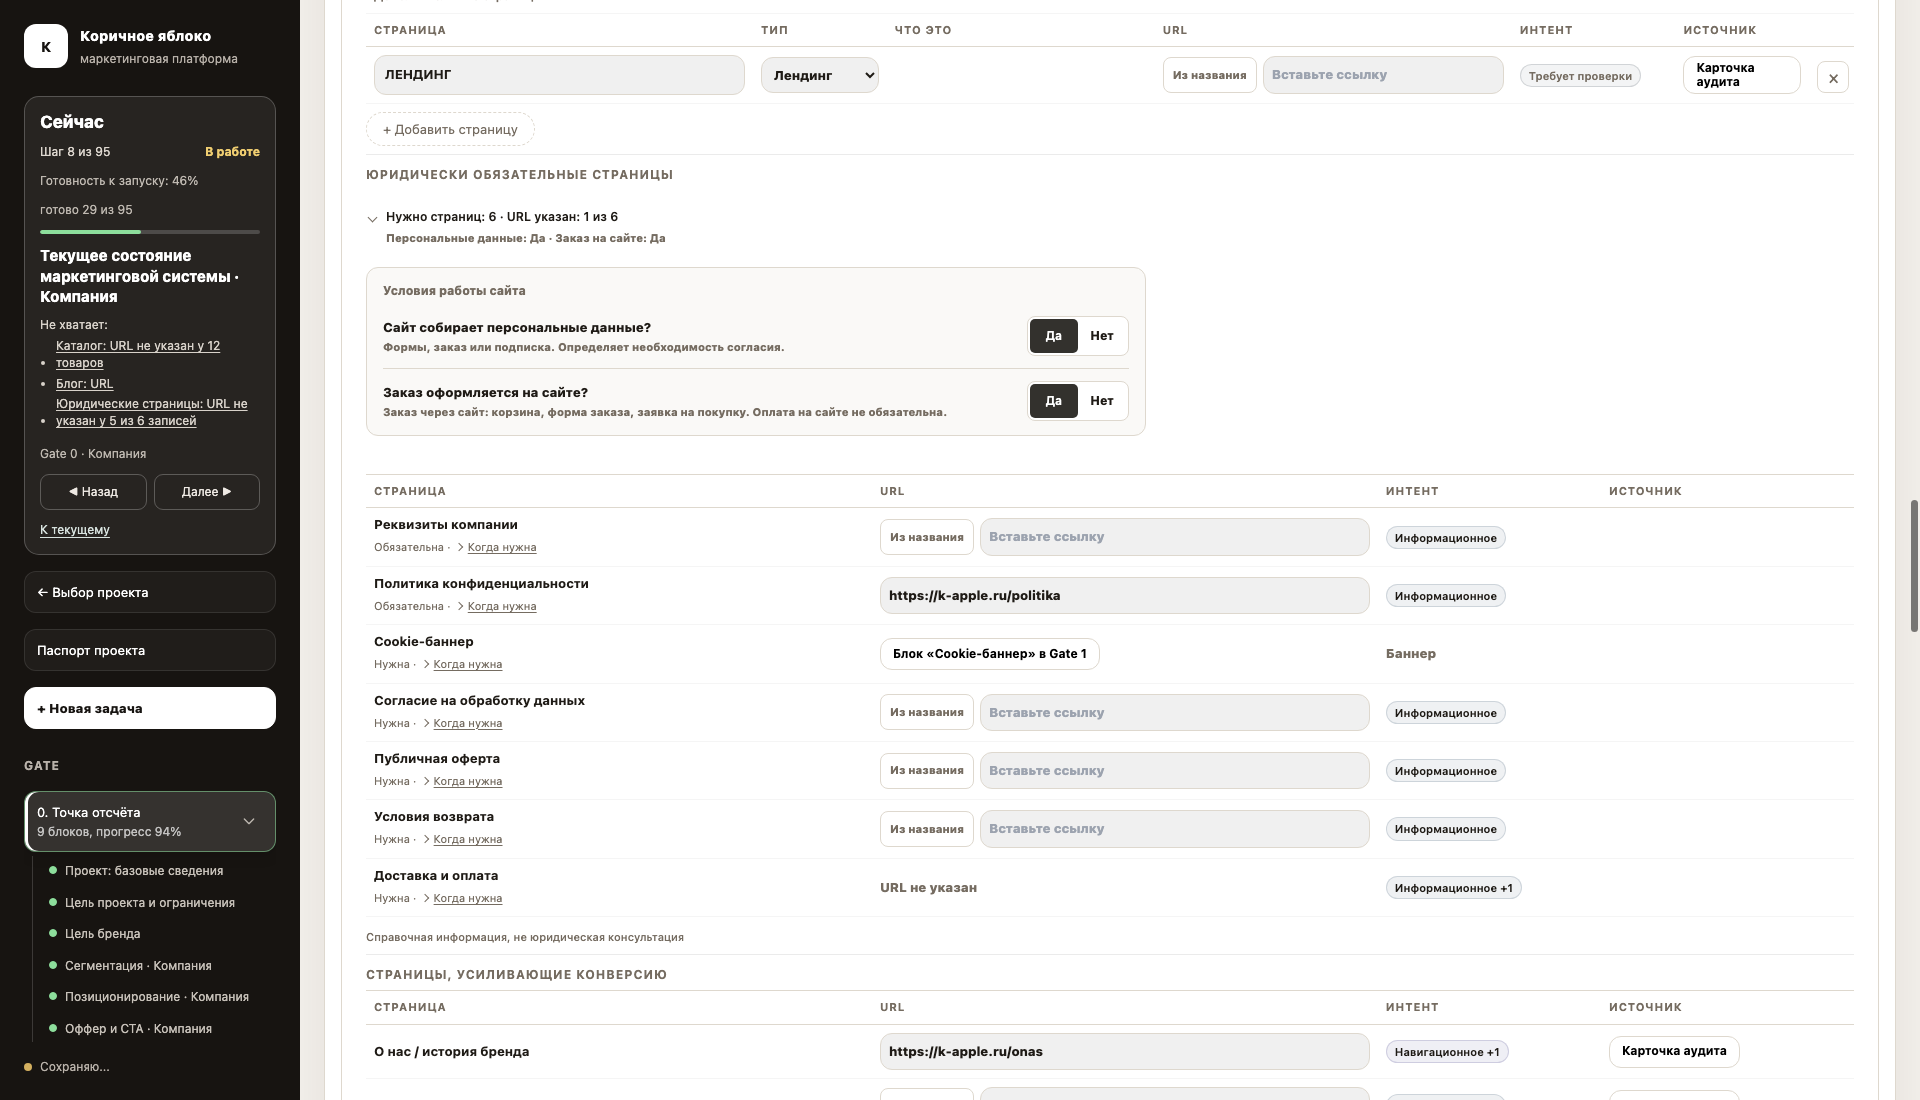 К
Коричное яблоко
маркетинговая платформа
Сейчас
Шаг 8 из 95
В работе
Готовность к запуску: 46%
готово 29 из 95
Текущее состояние
маркетинговой системы ·
Компания
Не хватает:
Каталог: URL не указан у 12
товаров
Блог: URL
Юридические страницы: URL не
указан у 5 из 6 записей
Gate 0 · Компания
◀ Назад
Далее ▶
К текущему
← Выбор проекта
Паспорт проекта
+ Новая задача
GATE
0. Точка отсчёта
9 блоков, прогресс 94%
Проект: базовые сведения
Цель проекта и ограничения
Цель бренда
Сегментация · Компания
Позиционирование · Компания
Оффер и CTA · Компания
Сохраняю...
СТРАНИЦА ТИП ЧТО ЭТО URL ИНТЕНТ ИСТОЧНИК
ЛЕНДИНГ Лендинг Из названия Вставьте ссылку Требует проверки Карточка
аудита
×
+ Добавить страницу
ЮРИДИЧЕСКИ ОБЯЗАТЕЛЬНЫЕ СТРАНИЦЫ
Нужно страниц: 6 · URL указан: 1 из 6
Персональные данные: Да · Заказ на сайте: Да
Условия работы сайта
Сайт собирает персональные данные?
Формы, заказ или подписка. Определяет необходимость согласия.
Да Нет
Заказ оформляется на сайте?
Заказ через сайт: корзина, форма заказа, заявка на покупку. Оплата на сайте не обязательна.
Да Нет
СТРАНИЦА URL ИНТЕНТ ИСТОЧНИК
Реквизиты компании
Обязательна · Когда нужна
Из названия Вставьте ссылку Информационное
Политика конфиденциальности
Обязательна · Когда нужна
https://k-apple.ru/politika Информационное
Cookie-баннер
Нужна · Когда нужна
Блок «Cookie-баннер» в Gate 1 Баннер
Согласие на обработку данных
Нужна · Когда нужна
Из названия Вставьте ссылку Информационное
Публичная оферта
Нужна · Когда нужна
Из названия Вставьте ссылку Информационное
Условия возврата
Нужна · Когда нужна
Из названия Вставьте ссылку Информационное
Доставка и оплата
Нужна · Когда нужна
URL не указан Информационное +1
Справочная информация, не юридическая консультация
СТРАНИЦЫ, УСИЛИВАЮЩИЕ КОНВЕРСИЮ
СТРАНИЦА URL ИНТЕНТ ИСТОЧНИК
О нас / история бренда https://k-apple.ru/onas Навигационное +1 Карточка аудита